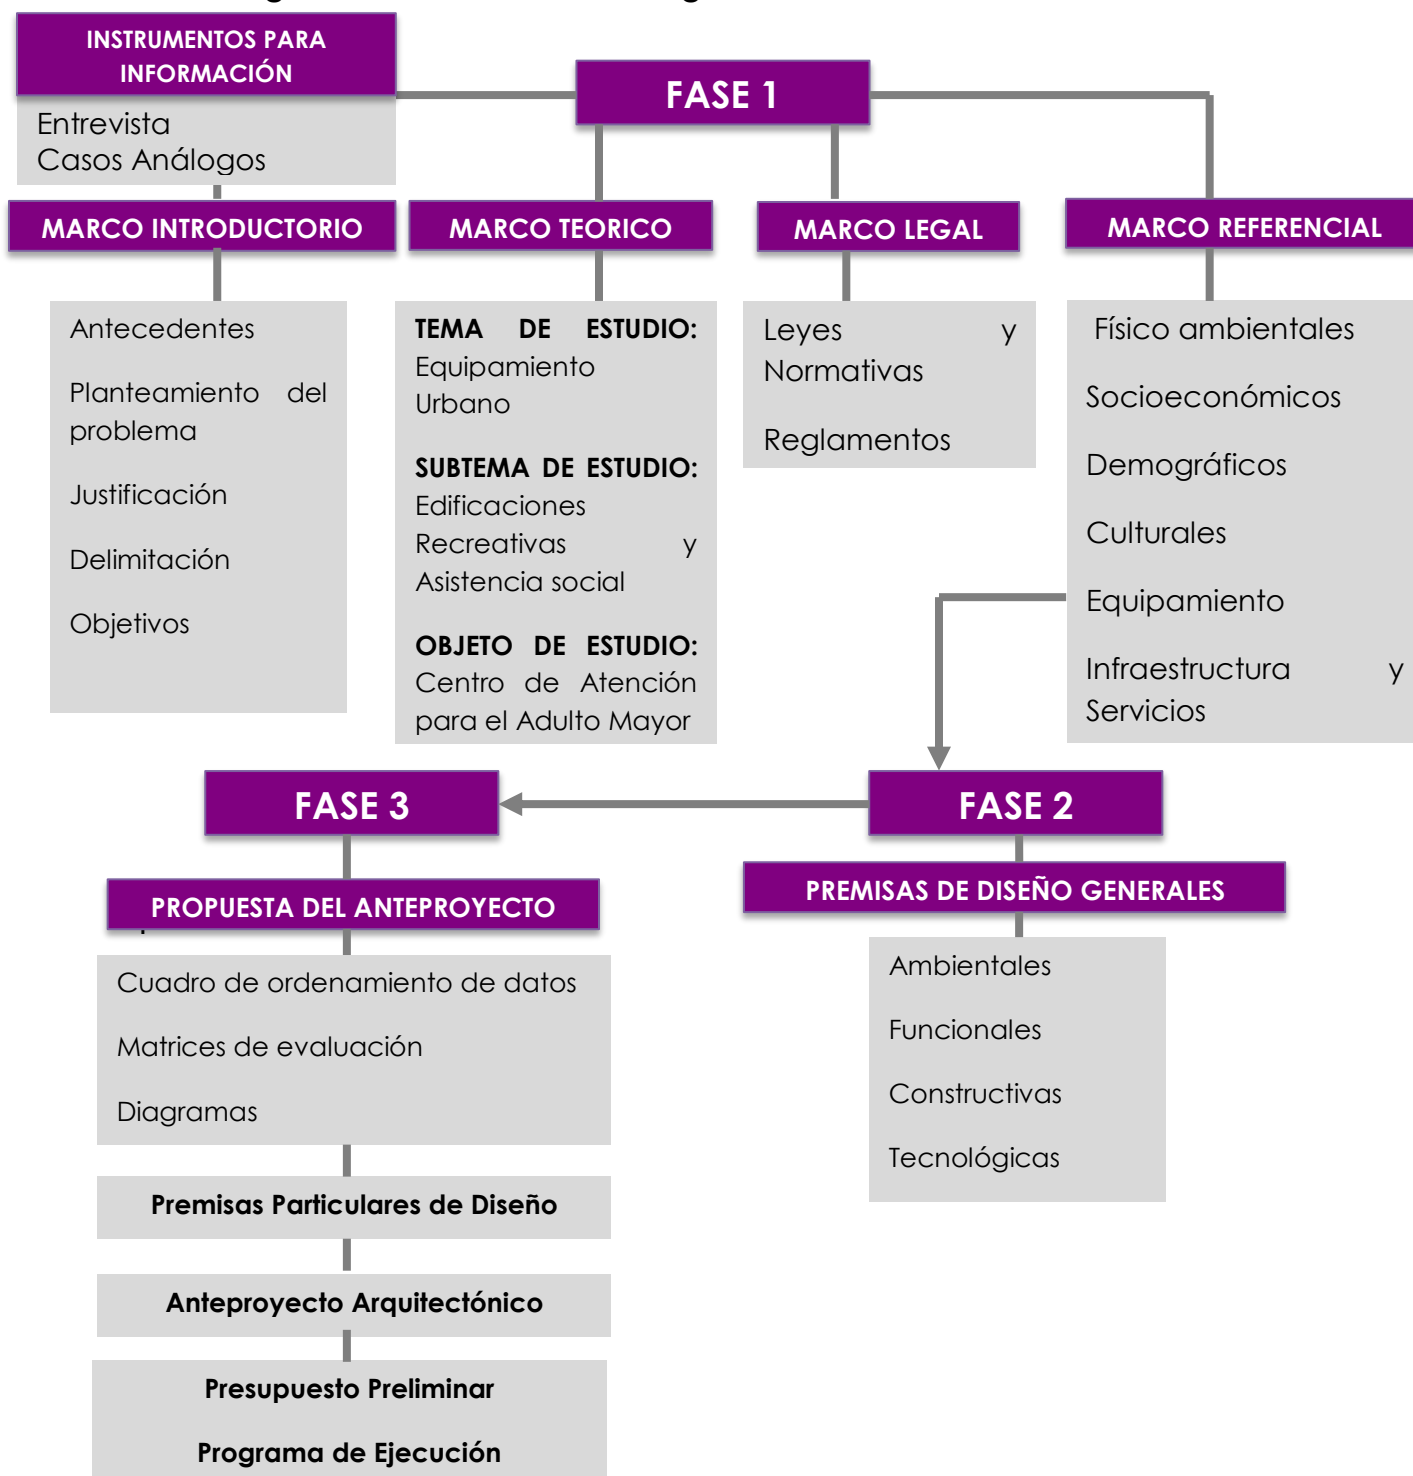 INSTRUMENTOS PARA
INFORMACIÓN
Entrevista
Casos Análogos
FASE 1
MARCO INTRODUCTORIO
MARCO TEORICO
MARCO LEGAL
MARCO REFERENCIAL
Antecedentes
Planteamiento del
problema
Justificación
Delimitación
Objetivos
TEMA DE ESTUDIO:
Equipamiento
Urbano
SUBTEMA DE ESTUDIO:
Edificaciones
Recreativas y
Asistencia social
OBJETO DE ESTUDIO:
Centro de Atención
para el Adulto Mayor
Leyes y
Normativas
Reglamentos
Físico ambientales
Socioeconómicos
Demográficos
Culturales
Equipamiento
Infraestructura y
Servicios
FASE 3
FASE 2
PROPUESTA DEL ANTEPROYECTO
Cuadro de ordenamiento de datos
Matrices de evaluación
Diagramas
Premisas Particulares de Diseño
Anteproyecto Arquitectónico
Presupuesto Preliminar
Programa de Ejecución
PREMISAS DE DISEÑO GENERALES
Ambientales
Funcionales
Constructivas
Tecnológicas